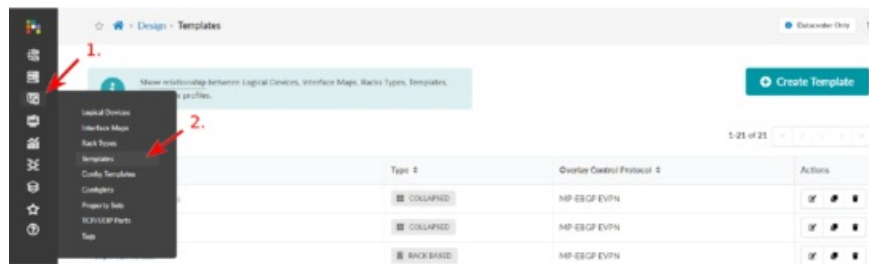 Design › Templates
Datacenter Only
1.
Show relationship between Logical Devices, Interface Maps, Racks Types, Templates,
profiles.
Create Template
Logical Devices
Interface Maps
2.
Rack Types
1-21 of 21
Templates
Config Templates
Type
Overlay Control Protocol
Actions
Configlets
Property Sets
COLLAPSED
MP-EBGP EVPN
TCP/UDP Ports
Tags
COLLAPSED
MP-EBGP EVPN
RACK BASED
MP-EBGP EVPN